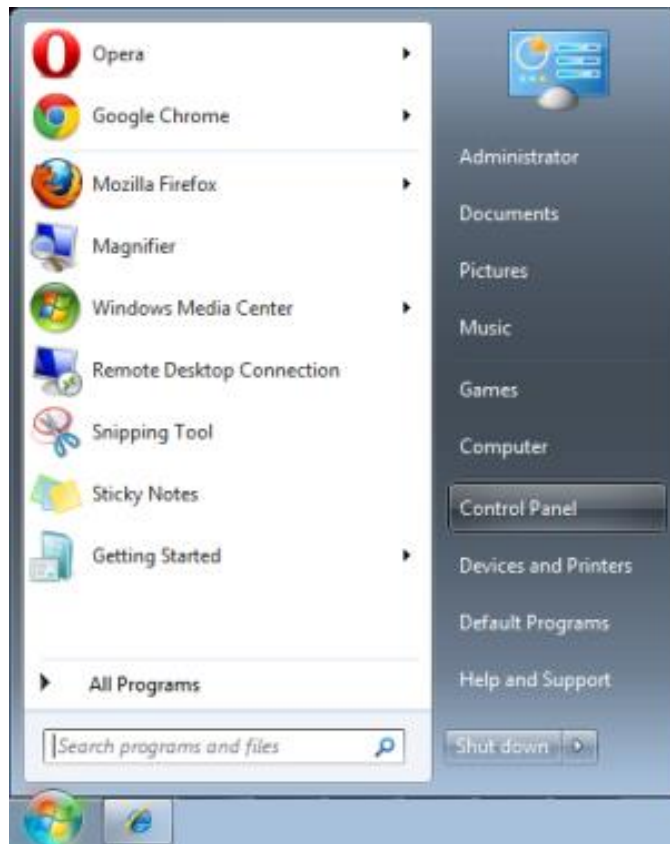 Opera
Google Chrome
Mozilla Firefox
Magnifier
Windows Media Center
Remote Desktop Connection
Snipping Tool
Sticky Notes
Getting Started
All Programs
Search programs and files
Administrator
Documents
Pictures
Music
Games
Computer
Control Panel
Devices and Printers
Default Programs
Help and Support
Shut down